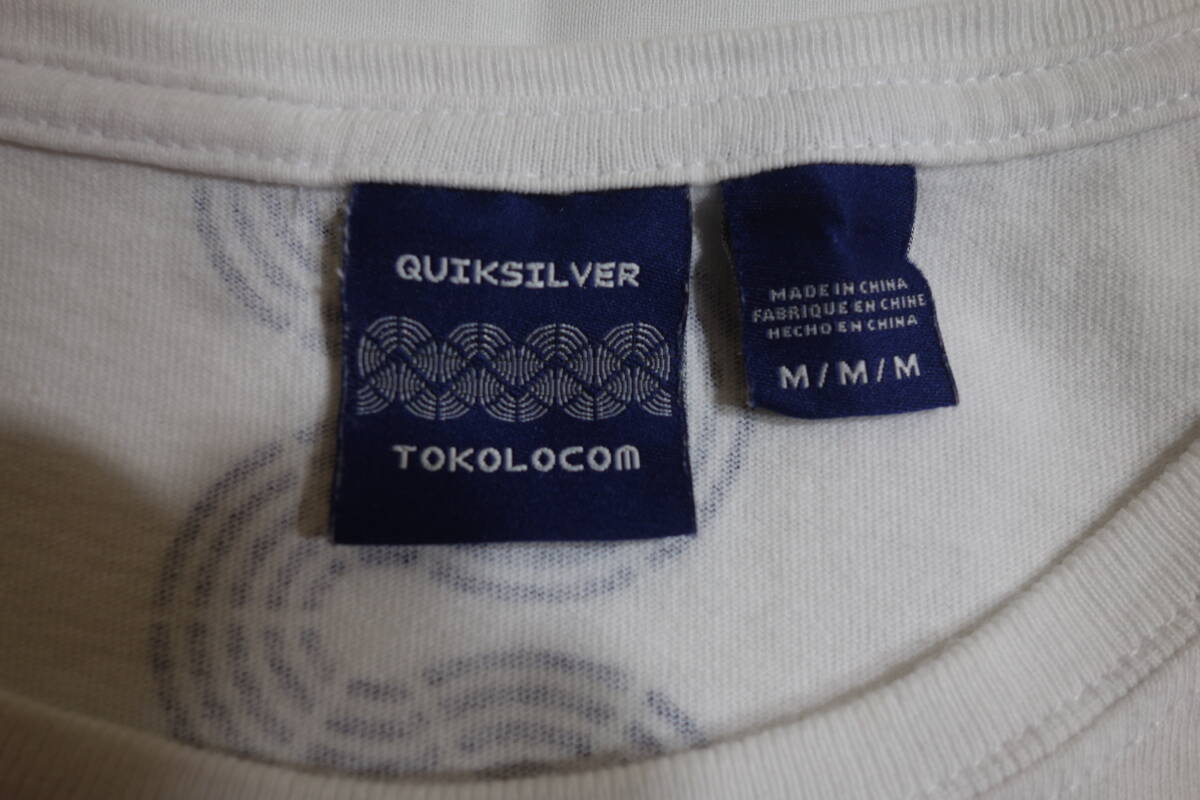 QUIKSILVER
TOKOLOCOM
MADE IN CHINA
FABRIQUE EN CHINE
HECHO EN CHINA
M/M/M